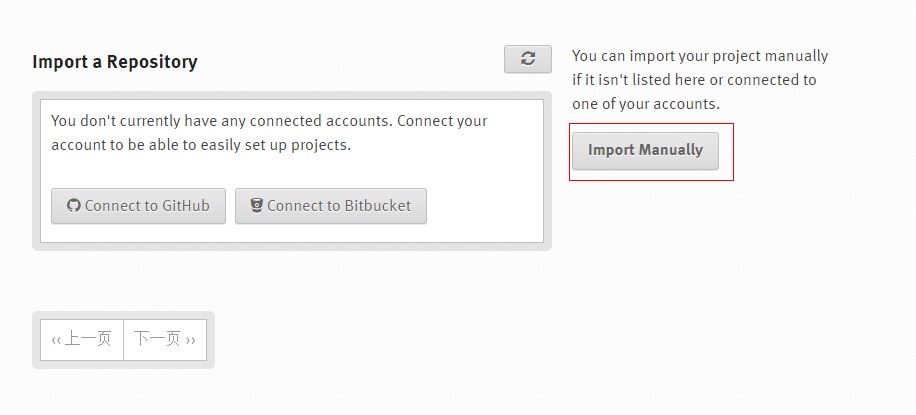 Import a Repository
You don't currently have any connected accounts. Connect your
account to be able to easily set up projects.
Connect to GitHub
Connect to Bitbucket
You can import your project manually
if it isn't listed here or connected to
one of your accounts.
Import Manually
‹‹ 上一页
下一页 ››